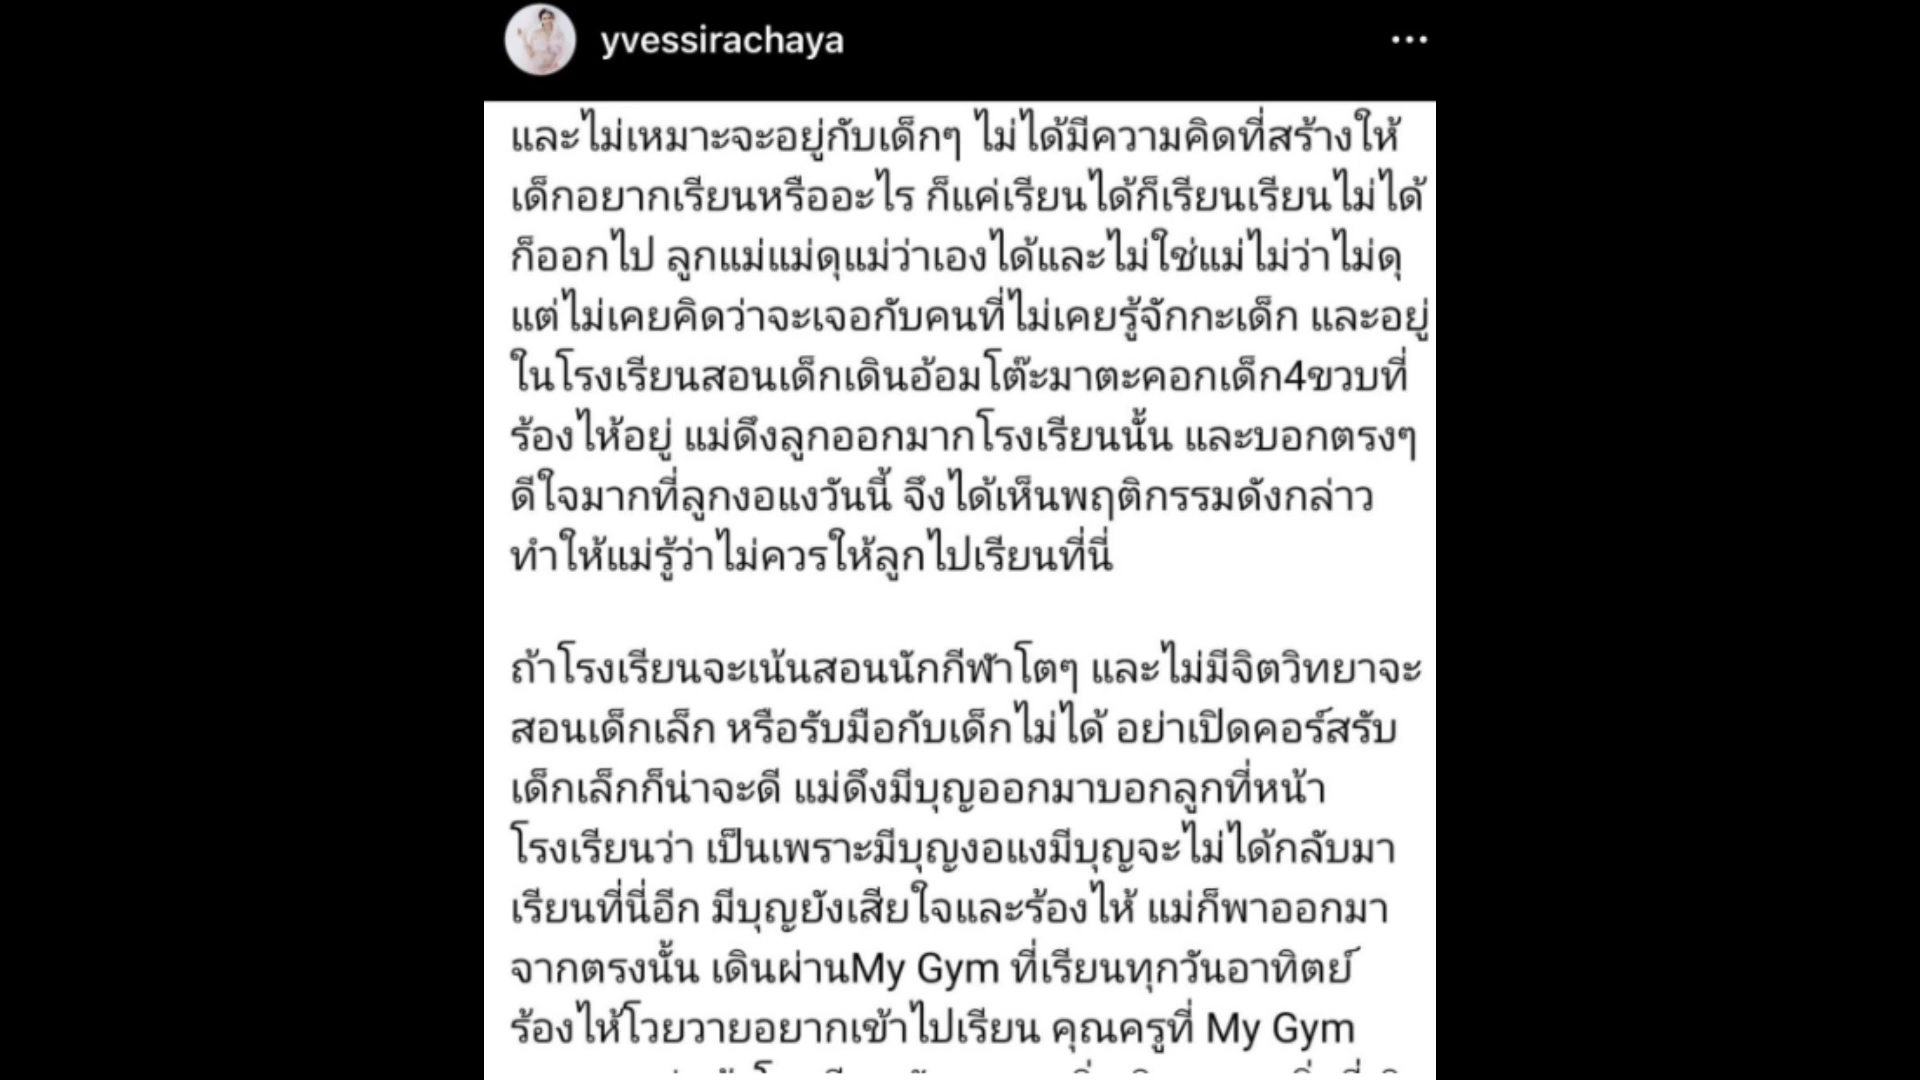 yvessirachaya
และไม่เหมาะจะอยู่กับเด็กๆ ไม่ได้มีความคิดที่สร้างให้
เด็กอยากเรียนหรืออะไร ก็แค่เรียนได้ก็เรียนเรียนไม่ได้
ก็ออกไป ลูกแม่แม่ดุแม่ว่าเองได้และไม่ใช่แม่ไม่ว่าไม่ดุ
แต่ไม่เคยคิดว่าจะเจอกับคนที่ไม่เคยรู้จักกะเด็ก และอยู่
ในโรงเรียนสอนเด็กเดินอ้อมโต๊ะมาตะคอกเด็ก4ขวบที่
ร้องไห้อยู่ แม่ดึงลูกออกมากโรงเรียนนั้น และบอกตรงๆ
ดีใจมากที่ลูกงอแงวันนี้ จึงได้เห็นพฤติกรรมดังกล่าว
ทำให้แม่รู้ว่าไม่ควรให้ลูกไปเรียนที่นี่
ถ้าโรงเรียนจะเน้นสอนนักกีฬาโตๆ และไม่มีจิตวิทยาจะ
สอนเด็กเล็ก หรือรับมือกับเด็กไม่ได้ อย่าเปิดคอร์สรับ
เด็กเล็กก็น่าจะดี แม่ดึงมีบุญออกมาบอกลูกที่หน้า
โรงเรียนว่า เป็นเพราะมีบุญงอแงมีบุญจะไม่ได้กลับมา
เรียนที่นี่อีก มีบุญยังเสียใจและร้องไห้ แม่ก็พาออกมา
จากตรงนั้น เดินผ่านMy Gym ที่เรียนทุกวันอาทิตย์
ร้องไห้โวยวายอยากเข้าไปเรียน คุณครูที่ My Gym